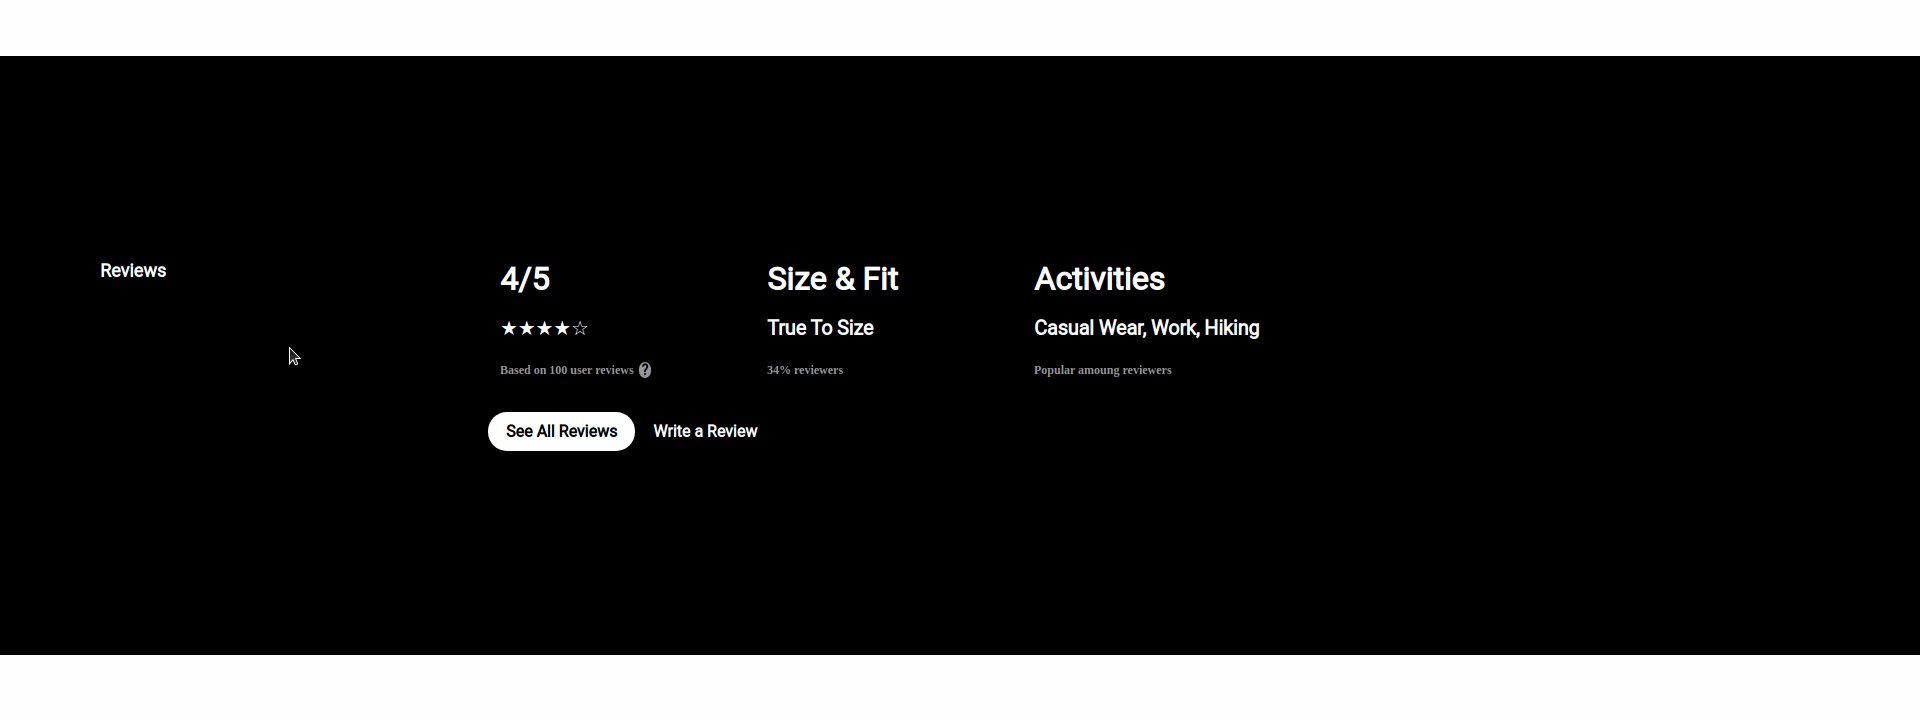 Reviews
4/5
★★★★☆
Based on 100 user reviews ?
Size & Fit
True To Size
34% reviewers
Activities
Casual Wear, Work, Hiking
Popular amoung reviewers
See All Reviews
Write a Review